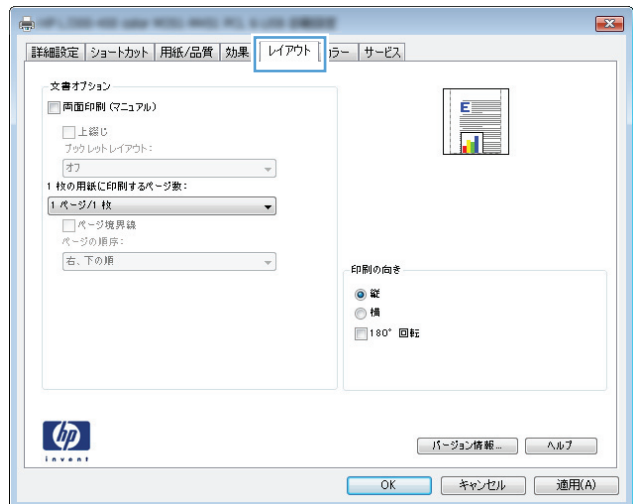 詳細設定 ショートカット 用紙/品質 効果 レイアウト カラー サービス
文書オプション
両面印刷(マニュアル)
上綴じ
ブックレットレイアウト:
オフ
1 枚の用紙に印刷するページ数:
1 ページ/1 枚
ページ境界線
ページの順序:
右、下の順
E
印刷の向き
縦
横
180° 回転
hp
invent
バージョン情報...
ヘルプ
OK
キャンセル
適用(A)